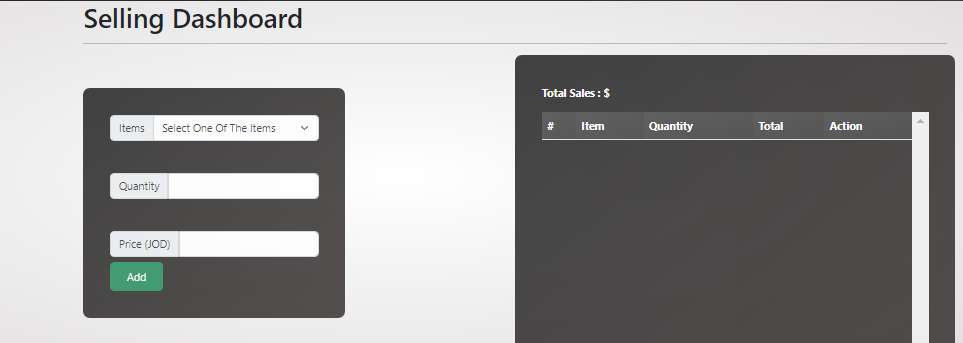 Selling Dashboard
Items Select One Of The Items
Quantity
Price (JOD)
Add
Total Sales : $
# Item Quantity Total Action